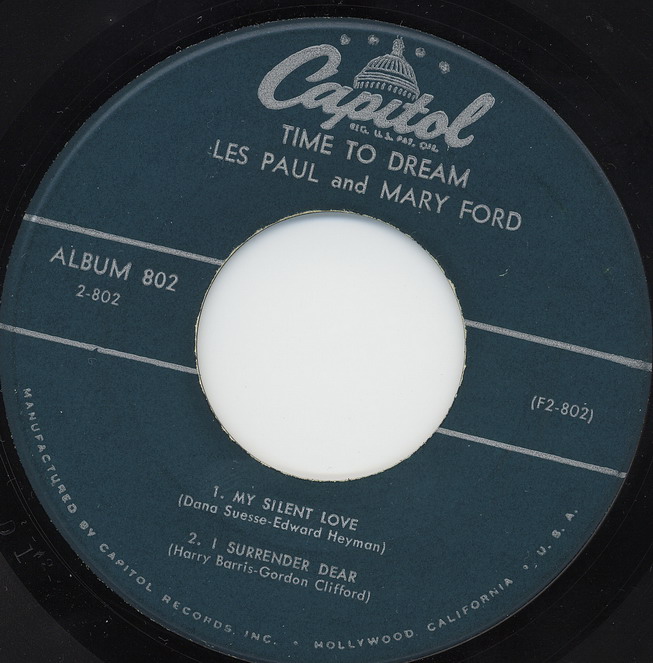 Capitol
REG. U.S. PAT. OFF.
TIME TO DREAM
LES PAUL and MARY FORD
ALBUM 802
2-802
(F2-802)
1. MY SILENT LOVE
(Dana Suesse-Edward Heyman)
2. I SURRENDER DEAR
(Harry Barris-Gordon Clifford)
MANUFACTURED BY CAPITOL RECORDS, INC. • HOLLYWOOD, CALIFORNIA • U. S. A.